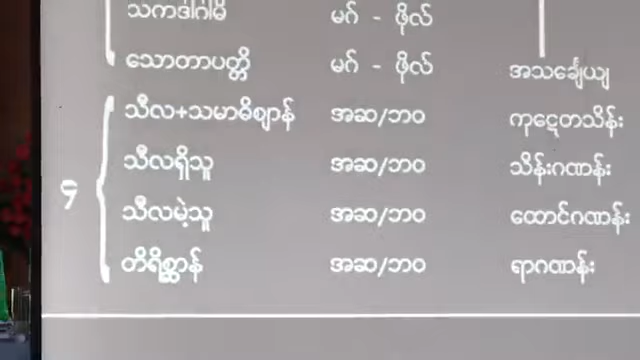 သကဒါဂါမိ မဂ် - ဖိုလ်
သောတာပတ္တိ မဂ် - ဖိုလ် အသင်္ချေယျ
သီလ+သမာဓိဈာန် အဆ/ဘဝ ကုဋေတသိန်း
သီလရှိသူ အဆ/ဘဝ သိန်းဂဏန်း
၄ သီလမဲ့သူ အဆ/ဘဝ ထောင်ဂဏန်း
တိရိစ္ဆာန် အဆ/ဘဝ ရာဂဏန်း